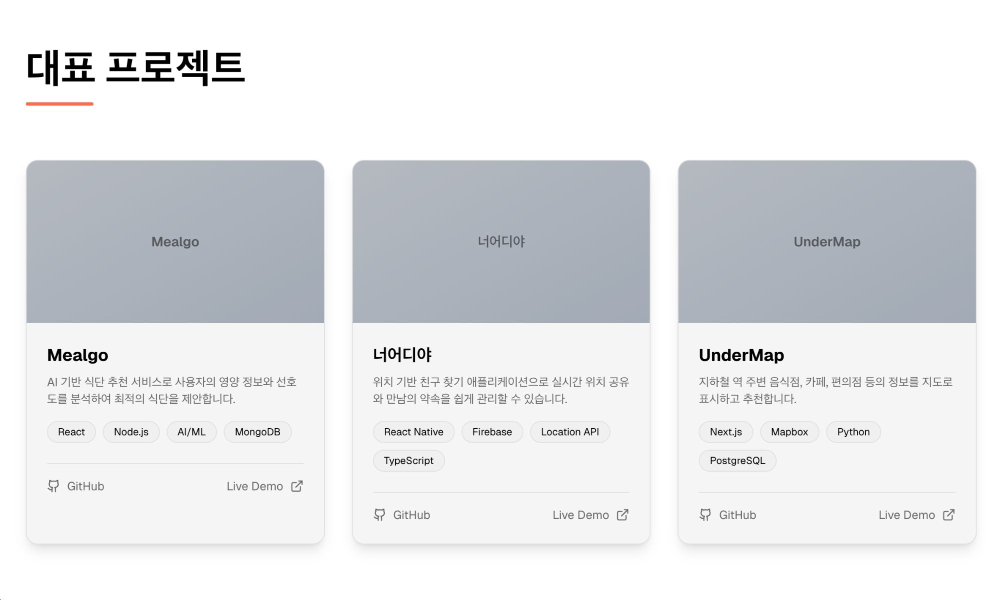 대표 프로젝트
Mealgo
Mealgo
AI 기반 식단 추천 서비스로 사용자의 영양 정보와 선호
도를 분석하여 최적의 식단을 제안합니다.
React Node.js AI/ML MongoDB
GitHub Live Demo
너어디야
너어디야
위치 기반 친구 찾기 애플리케이션으로 실시간 위치 공유
와 만남의 약속을 쉽게 관리할 수 있습니다.
React Native Firebase Location API
TypeScript
GitHub Live Demo
UnderMap
UnderMap
지하철 역 주변 음식점, 카페, 편의점 등의 정보를 지도로
표시하고 추천합니다.
Next.js Mapbox Python
PostgreSQL
GitHub Live Demo